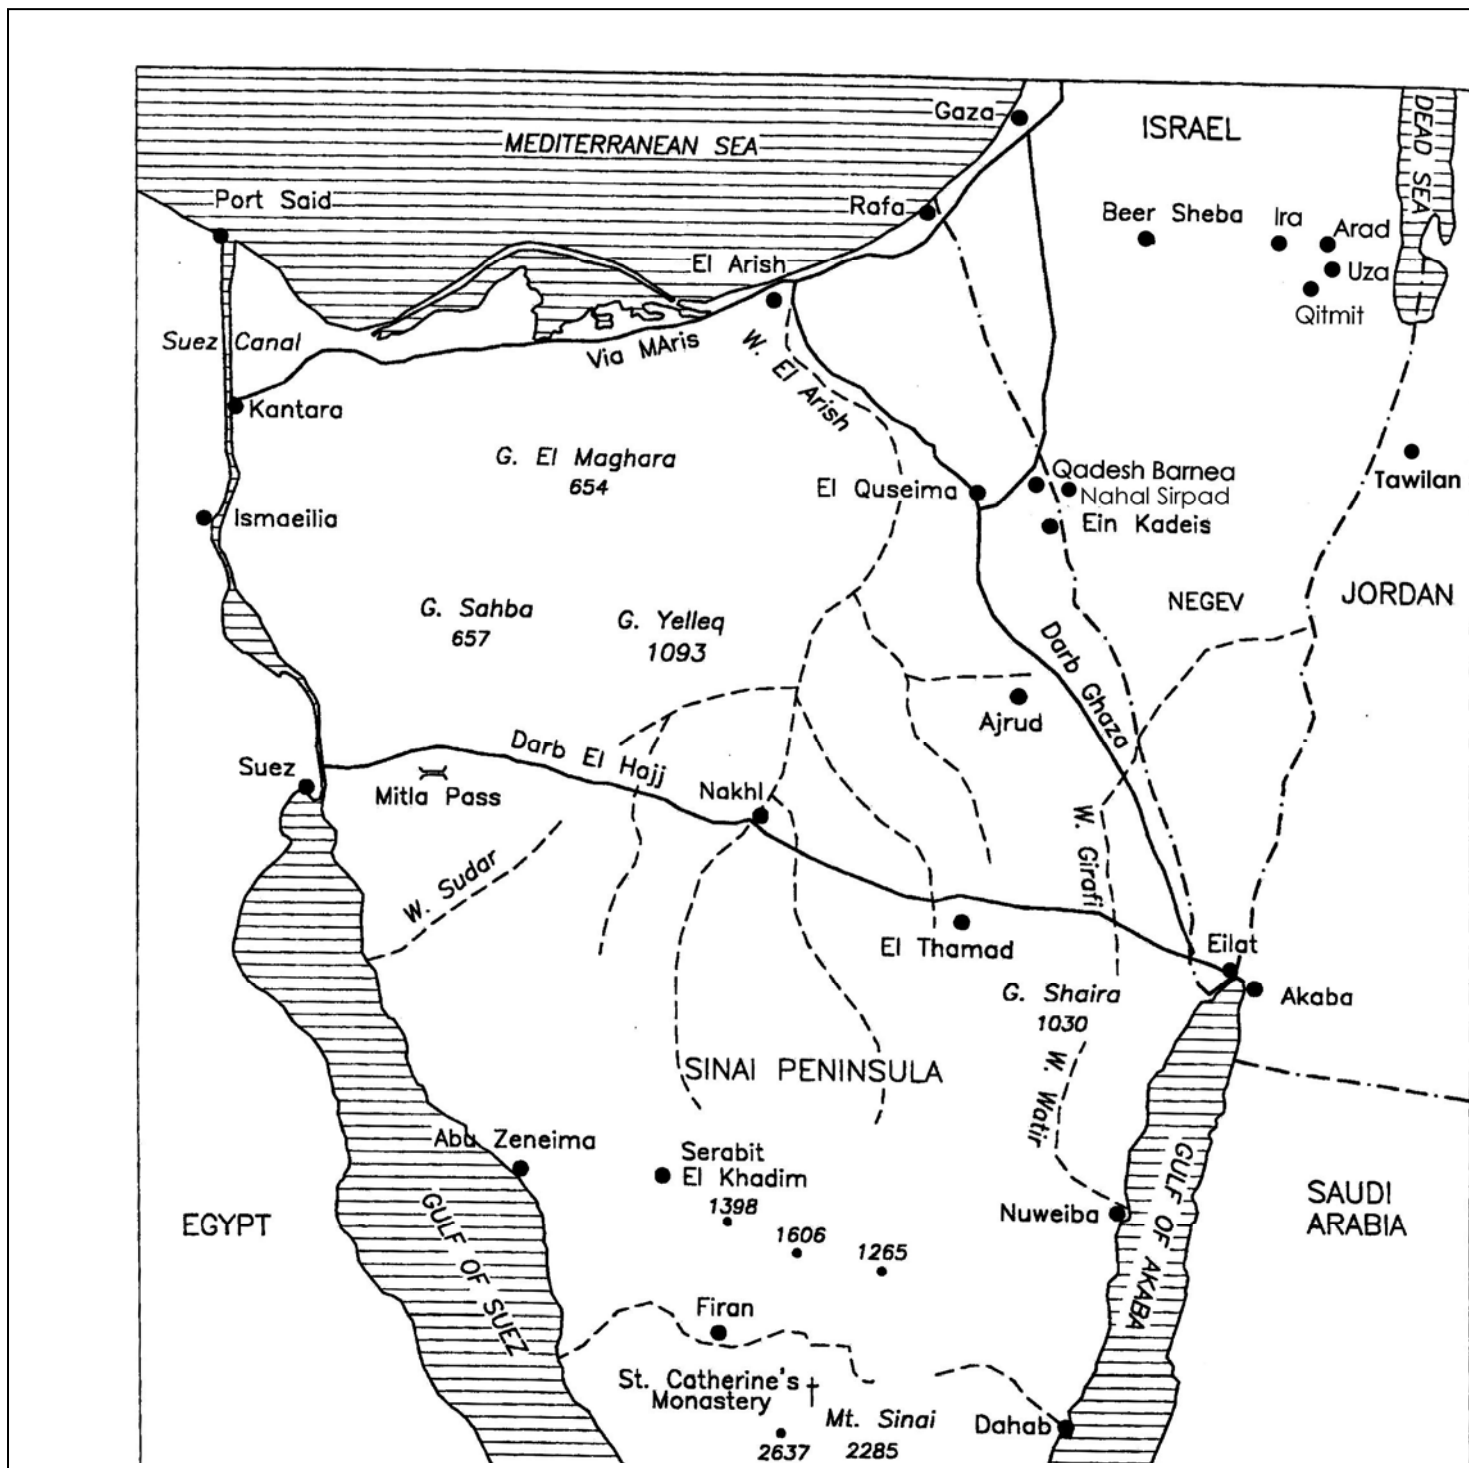 Gaza
ISRAEL
DEAD SEA
MEDITERRANEAN SEA
Port Said
Rafa
Beer Sheba
Ira
Arad
El Arish
Uza
Qitmit
Suez Canal
Via MAris
W. El Arish
Kantara
G. El Maghara
654
El Quseima
Qadesh Barnea
Nahal Sirpad
Tawilan
Ismaeilia
Ein Kadeis
G. Sahba
657
G. Yelleq
1093
NEGEV
JORDAN
Darb Ghaza
Ajrud
Suez
Darb El Hajj
Mitla Pass
Nakhl
W. Girafi
W. Sudar
El Thamad
Eilat
G. Shaira
1030
Akaba
SINAI PENINSULA
W. Watir
Abu Zeneima
Serabit
El Khadim
1398
1606
1265
Nuweiba
GULF OF AKABA
SAUDI
ARABIA
EGYPT
GULF OF SUEZ
Firan
St. Catherine's
Monastery
Mt. Sinai
2285
2637
Dahab